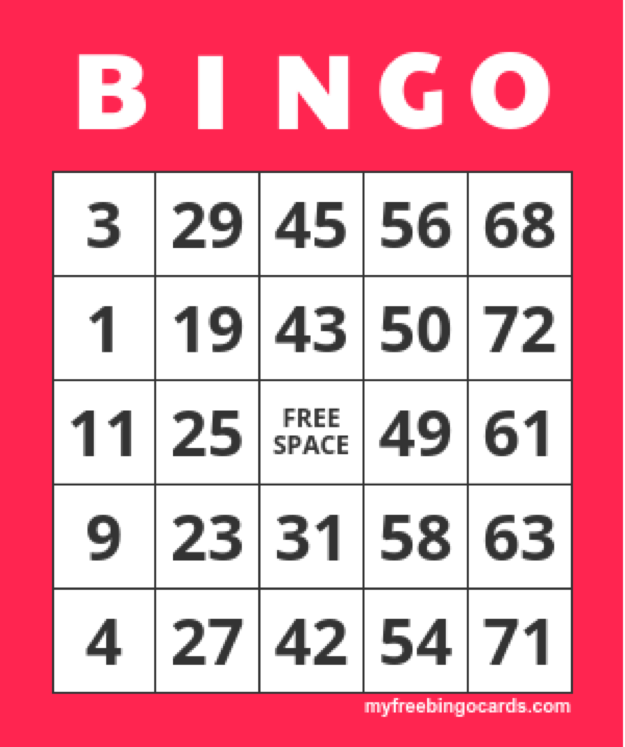 B I N G O
3 29 45 56 68
1 19 43 50 72
11 25 FREE SPACE 49 61
9 23 31 58 63
4 27 42 54 71
myfreebingocards.com